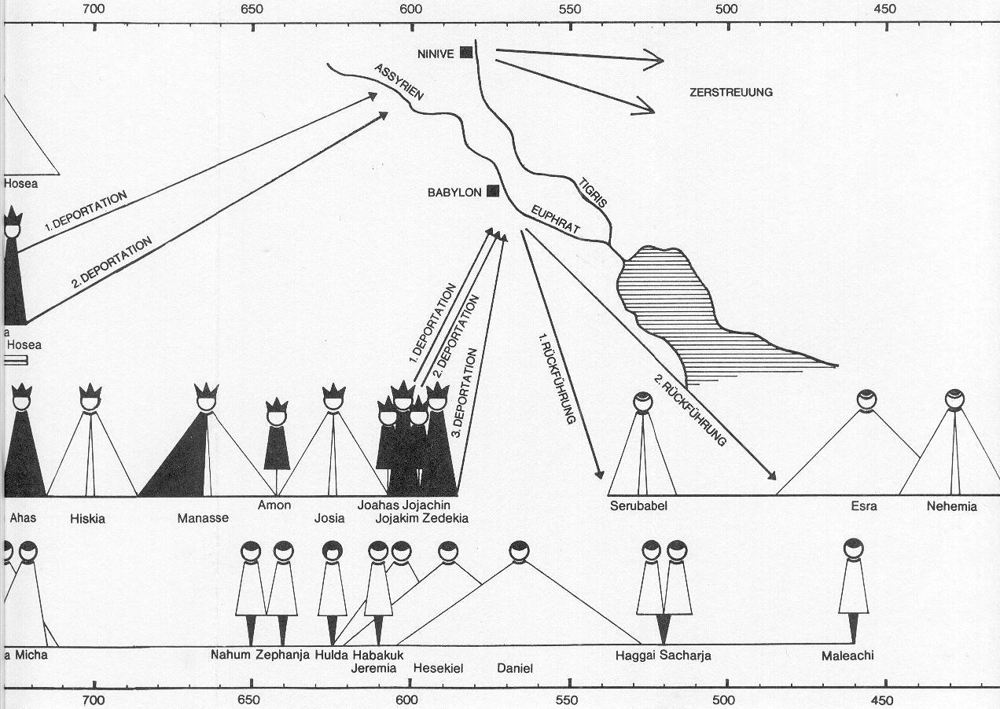 700 650 600 550 500 450
NINIVE
ASSYRIEN
ZERSTREUUNG
Hosea
1. DEPORTATION
2. DEPORTATION
BABYLON
TIGRIS
EUPHRAT
a
Hosea
1. DEPORTATION
2. DEPORTATION
3. DEPORTATION
1. RÜCKFÜHRUNG
2. RÜCKFÜHRUNG
Amon Joahas Jojachin Serubabel Esra Nehemia
Ahas Hiskia Manasse Josia Jojakim Zedekia
a Micha Nahum Zephanja Hulda Habakuk Haggai Sacharja Maleachi
Jeremia Hesekiel Daniel
700 650 600 550 500 450